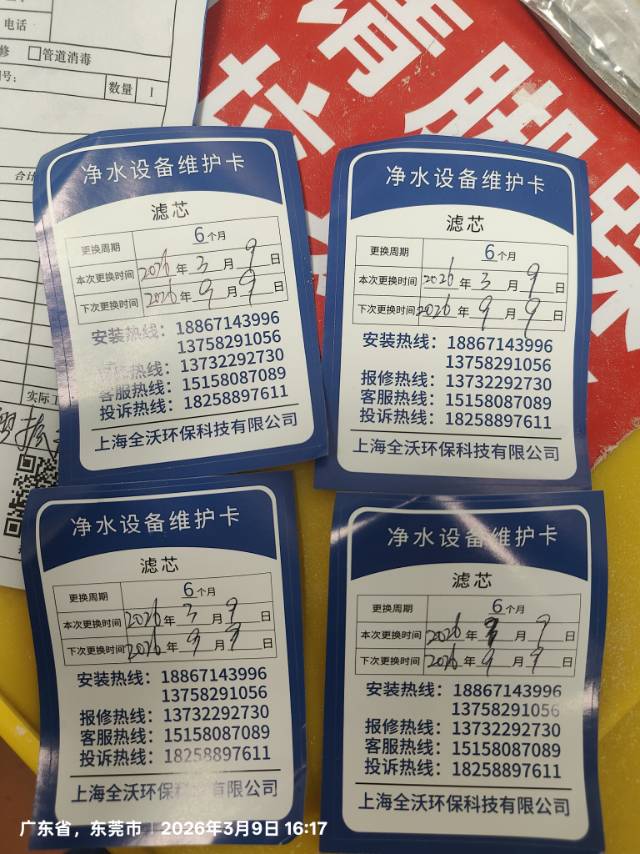 电话
修 □管道消毒
数量 1
合计
实际
请脚踩
净水设备维护卡
滤芯
更换周期 6个月
本次更换时间 2026年3月9日
下次更换时间 2026年9月9日
安装热线：18867143996
13758291056
报修热线：13732292730
客服热线：15158087089
投诉热线：18258897611
上海全沃环保科技有限公司
净水设备维护卡
滤芯
更换周期 6个月
本次更换时间 2026年3月9日
下次更换时间 2026年9月9日
安装热线：18867143996
13758291056
报修热线：13732292730
客服热线：15158087089
投诉热线：18258897611
上海全沃环保科技有限公司
净水设备维护卡
滤芯
更换周期 6个月
本次更换时间 2026年3月9日
下次更换时间 2026年9月9日
安装热线：18867143996
13758291056
报修热线：13732292730
客服热线：15158087089
投诉热线：18258897611
上海全沃环保科技有限公司
净水设备维护卡
滤芯
更换周期 6个月
本次更换时间 2026年3月9日
下次更换时间 2026年9月9日
安装热线：18867143996
13758291056
报修热线：13732292730
客服热线：15158087089
投诉热线：18258897611
上海全沃环保科技有限公司
广东省，东莞市 2026年3月9日 16:17